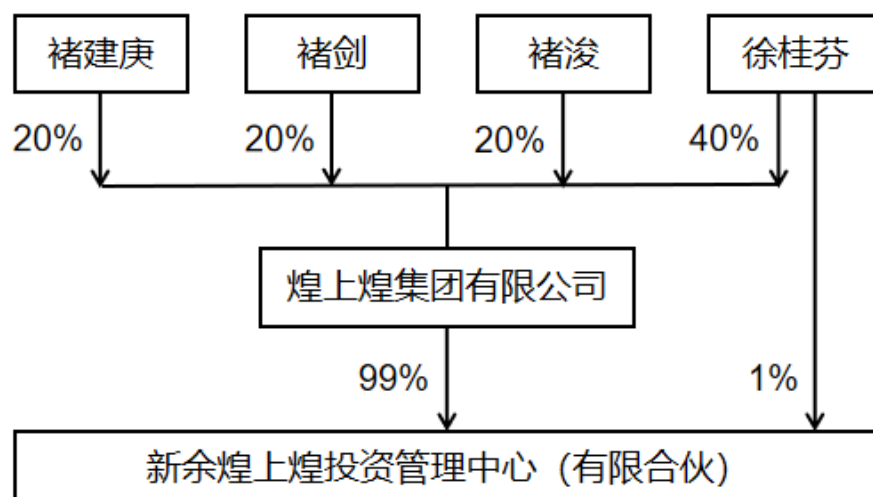 褚建庚
褚剑
褚浚
徐桂芬
20%
20%
20%
40%
煌上煌集团有限公司
99%
1%
新余煌上煌投资管理中心（有限合伙）